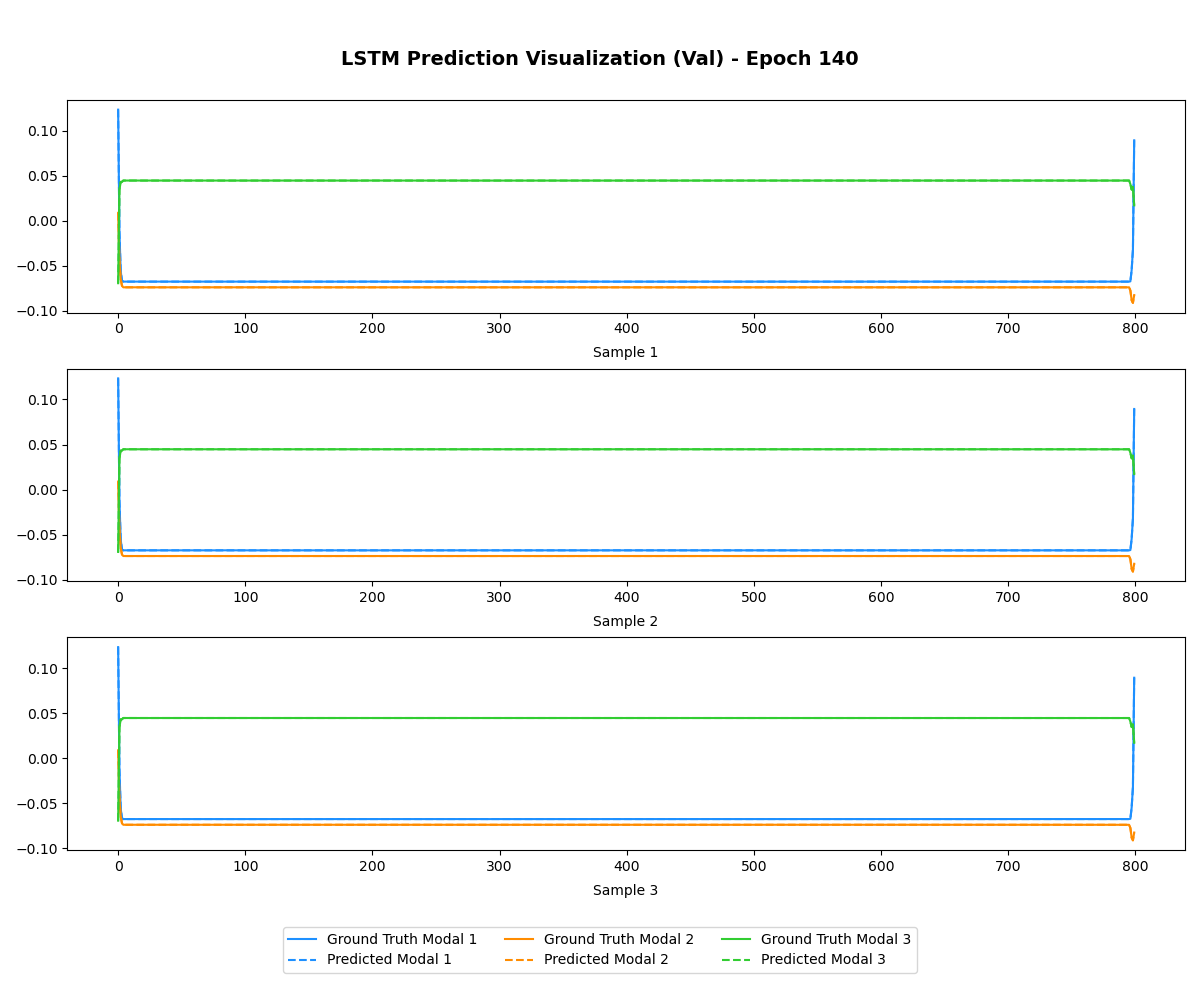 LSTM Prediction Visualization (Val) - Epoch 140
0.10
0.05
0.00
−0.05
−0.10
0 100 200 300 400 500 600 700 800
Sample 1
0.10
0.05
0.00
−0.05
−0.10
0 100 200 300 400 500 600 700 800
Sample 2
0.10
0.05
0.00
−0.05
−0.10
0 100 200 300 400 500 600 700 800
Sample 3
Ground Truth Modal 1 Ground Truth Modal 2 Ground Truth Modal 3
Predicted Modal 1 Predicted Modal 2 Predicted Modal 3